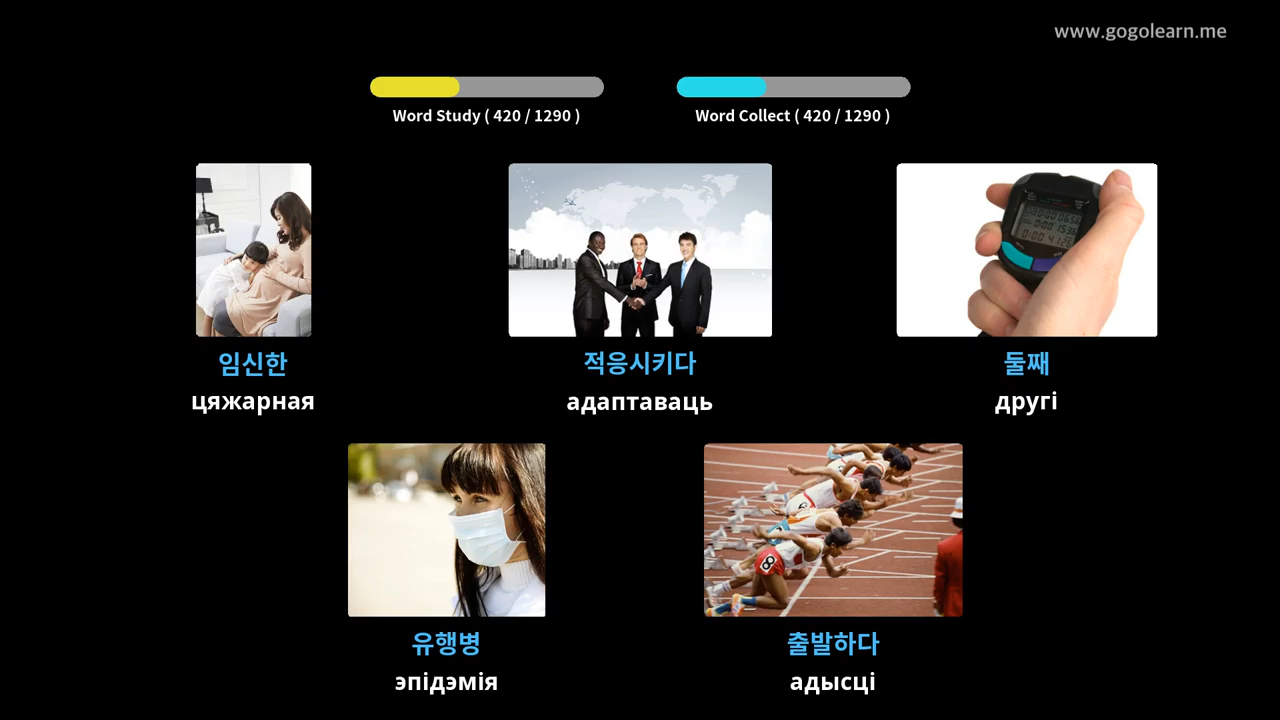 www.gogolearn.me
Word Study ( 420 / 1290 )
Word Collect ( 420 / 1290 )
임신한
цяжарная
적응시키다
адаптаваць
둘째
другі
유행병
эпідэмія
출발하다
адысці